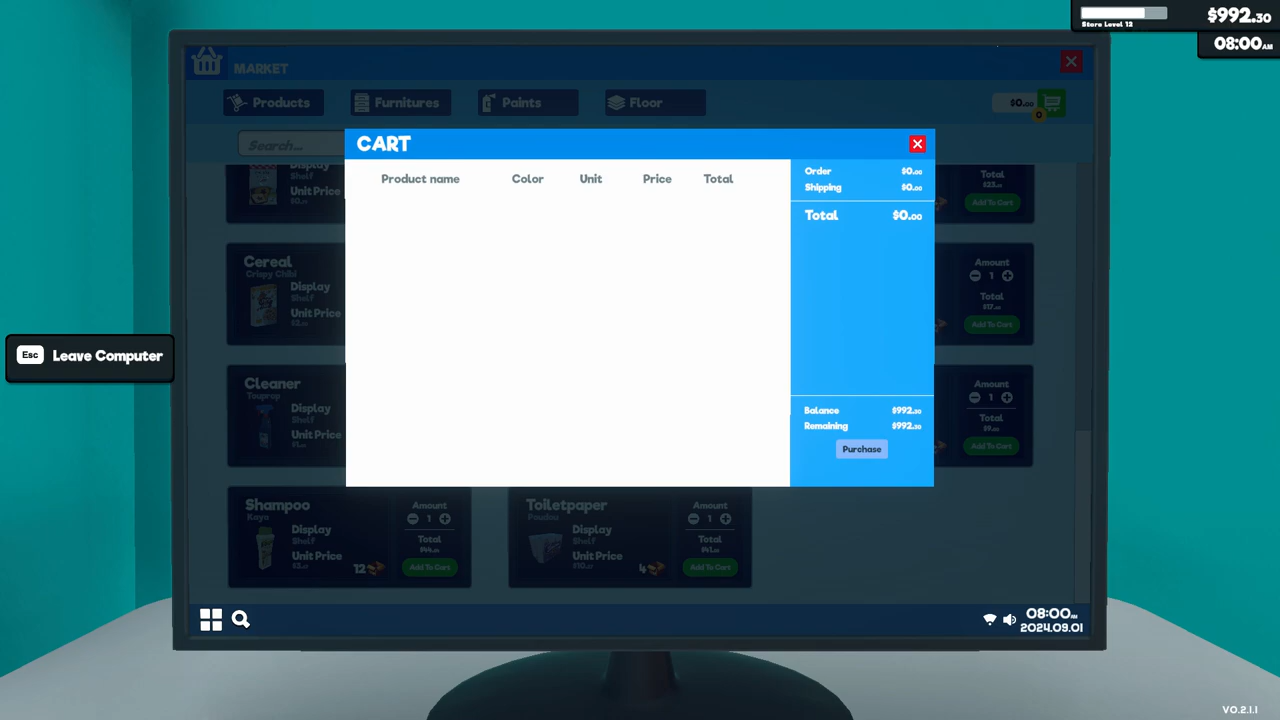 Store Level 12
$992.30
08:00AM
MARKET
Products
Furnitures
Paints
Floor
$0.00
0
Search...
CART
Product name
Color
Unit
Price
Total
Order
$0.00
Shipping
$0.00
Total
$0.00
Balance
$992.30
Remaining
$992.30
Purchase
Display
Shelf
Unit Price
Total
Add To Cart
Cereal
Crispy Chibi
Display
Shelf
Unit Price
Amount
1
Total
Add To Cart
Esc
Leave Computer
Cleaner
Display
Shelf
Unit Price
Amount
1
Total
Add To Cart
Shampoo
Kaya
Display
Shelf
Unit Price
12
Amount
1
Total
Add To Cart
Toiletpaper
Display
Shelf
Unit Price
4
Amount
1
Total
Add To Cart
08:00AM
2024.09.01
V0.2.1.1